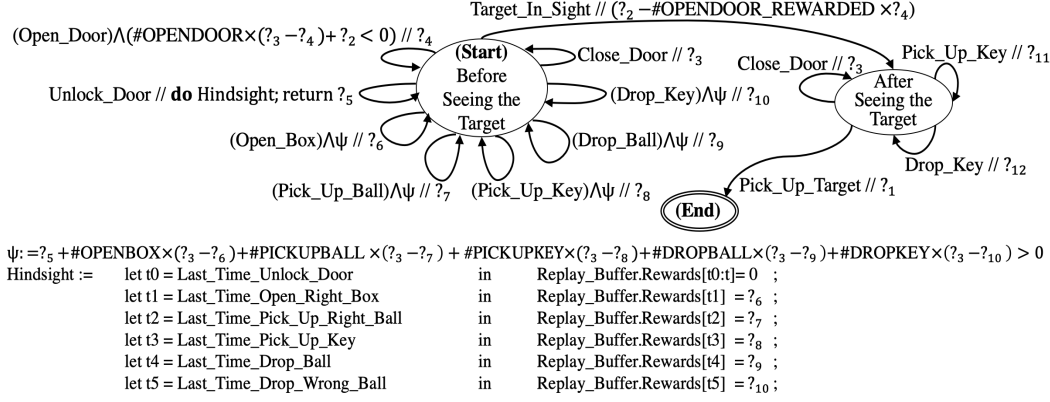 Target_In_Sight // (?₂ −#OPENDOOR_REWARDED ×?₄)
(Open_Door)⋀(#OPENDOOR×(?₃ −?₄)+ ?₂ < 0) // ?₄
(Start)
Before
Seeing the
Target
Close_Door // ?₃
Close_Door // ?₃
Pick_Up_Key // ?₁₁
After
Seeing the
Target
Unlock_Door // do Hindsight; return ?₅
(Drop_Key)⋀ψ // ?₁₀
(Open_Box)⋀ψ // ?₆
(Drop_Ball)⋀ψ // ?₉
Drop_Key // ?₁₂
(Pick_Up_Ball)⋀ψ // ?₇
(Pick_Up_Key)⋀ψ // ?₈
Pick_Up_Target // ?₁
(End)
ψ: =?₅ +#OPENBOX×(?₃ −?₆)+#PICKUPBALL ×(?₃ −?₇) + #PICKUPKEY×(?₃ −?₈)+#DROPBALL×(?₃ −?₉)+#DROPKEY×(?₃ −?₁₀) > 0
Hindsight := let t0 = Last_Time_Unlock_Door in Replay_Buffer.Rewards[t0:t]= 0 ;
let t1 = Last_Time_Open_Right_Box in Replay_Buffer.Rewards[t1] = ?₆ ;
let t2 = Last_Time_Pick_Up_Right_Ball in Replay_Buffer.Rewards[t2] = ?₇ ;
let t3 = Last_Time_Pick_Up_Key in Replay_Buffer.Rewards[t3] = ?₈ ;
let t4 = Last_Time_Drop_Ball in Replay_Buffer.Rewards[t4] = ?₉ ;
let t5 = Last_Time_Drop_Wrong_Ball in Replay_Buffer.Rewards[t5] = ?₁₀ ;